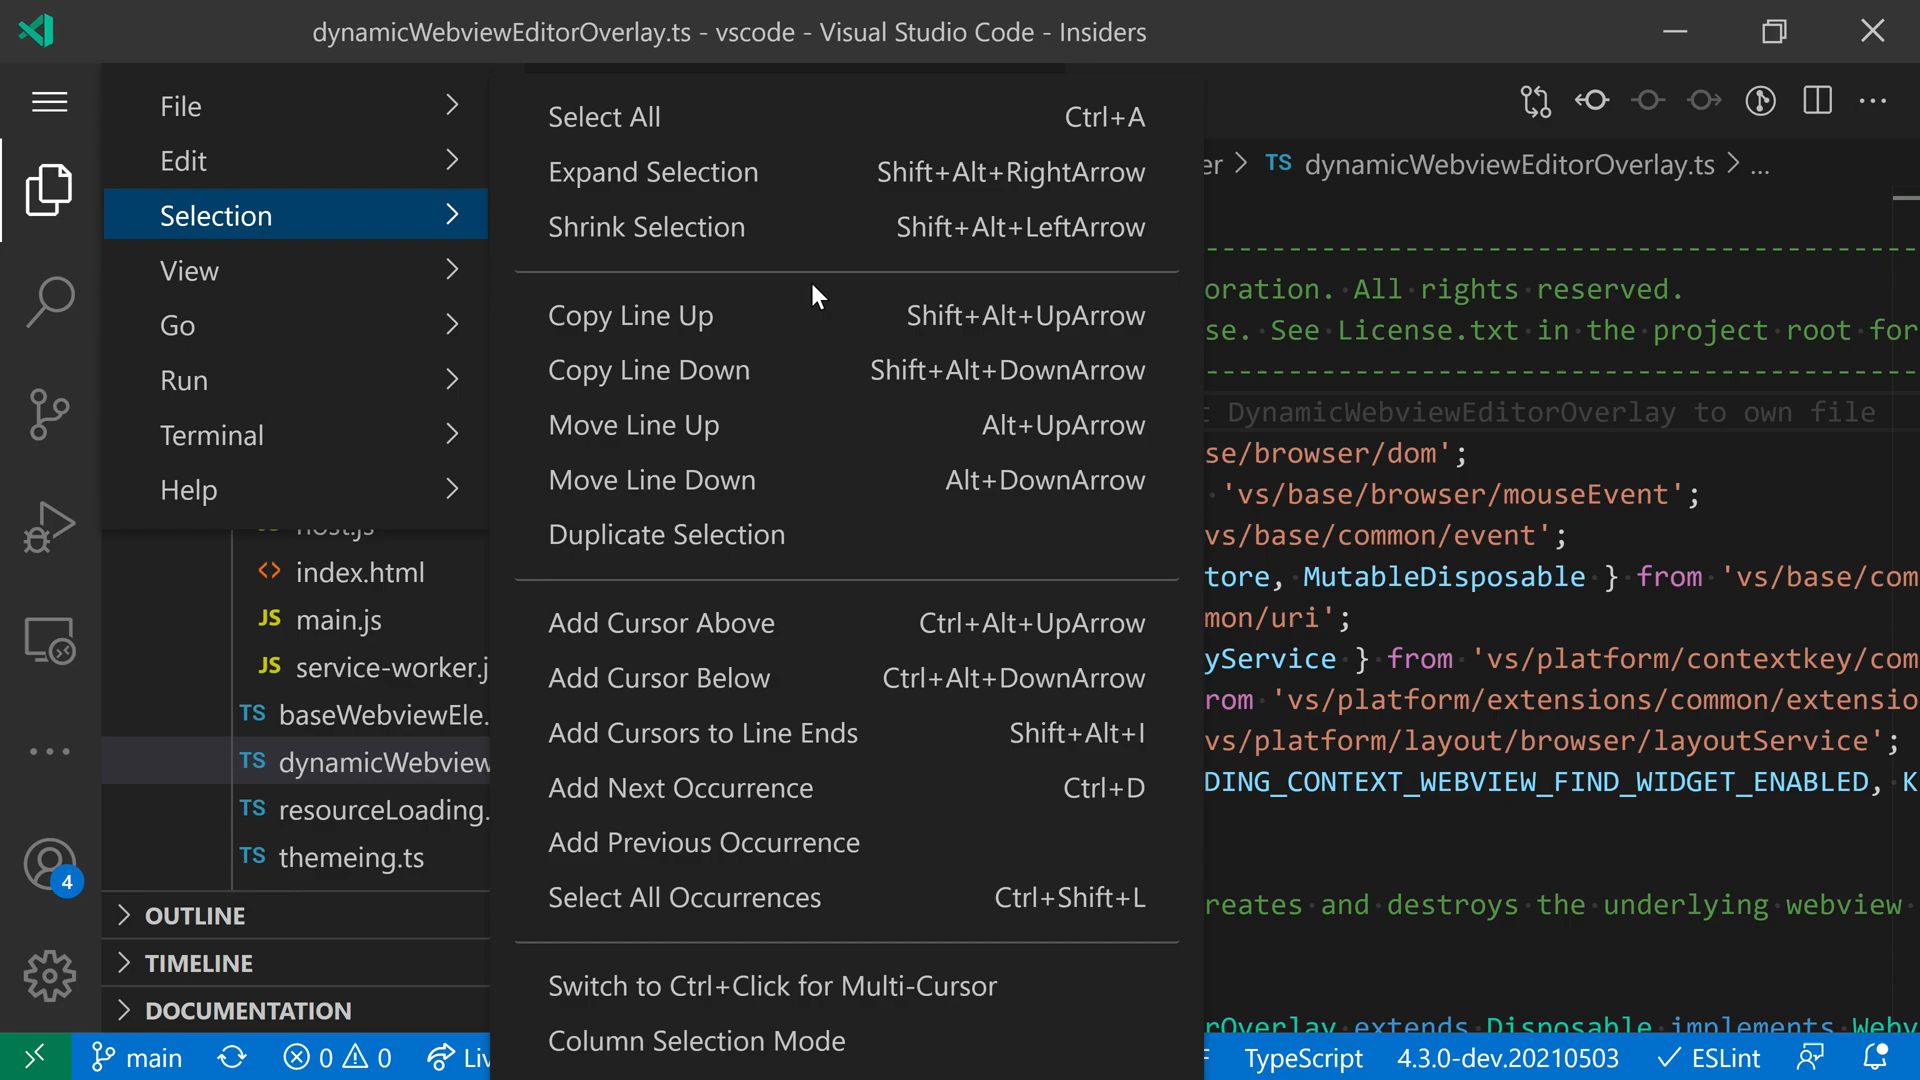 dynamicWebviewEditorOverlay.ts - vscode - Visual Studio Code - Insiders
File
Edit
Selection
View
Go
Run
Terminal
Help
Select All Ctrl+A
Expand Selection Shift+Alt+RightArrow
Shrink Selection Shift+Alt+LeftArrow
Copy Line Up Shift+Alt+UpArrow
Copy Line Down Shift+Alt+DownArrow
Move Line Up Alt+UpArrow
Move Line Down Alt+DownArrow
Duplicate Selection
Add Cursor Above Ctrl+Alt+UpArrow
Add Cursor Below Ctrl+Alt+DownArrow
Add Cursors to Line Ends Shift+Alt+I
Add Next Occurrence Ctrl+D
Add Previous Occurrence
Select All Occurrences Ctrl+Shift+L
Switch to Ctrl+Click for Multi-Cursor
Column Selection Mode
host.js
<> index.html
JS main.js
JS service-worker.j
TS baseWebviewEle.
TS dynamicWebview
TS resourceLoading.
TS themeing.ts
4
OUTLINE
TIMELINE
DOCUMENTATION
er > TS dynamicWebviewEditorOverlay.ts > ...
oration. All rights reserved.
se. See License.txt in the project root for
t DynamicWebviewEditorOverlay to own file
se/browser/dom';
'vs/base/browser/mouseEvent';
vs/base/common/event';
tore, MutableDisposable } from 'vs/base/com
mon/uri';
yService } from 'vs/platform/contextkey/com
rom 'vs/platform/extensions/common/extensio
vs/platform/layout/browser/layoutService';
DING_CONTEXT_WEBVIEW_FIND_WIDGET_ENABLED, K
reates and destroys the underlying webview
rOverlay extends Disposable implements Webv
main 0 0 Liv F TypeScript 4.3.0-dev.20210503 ESLint